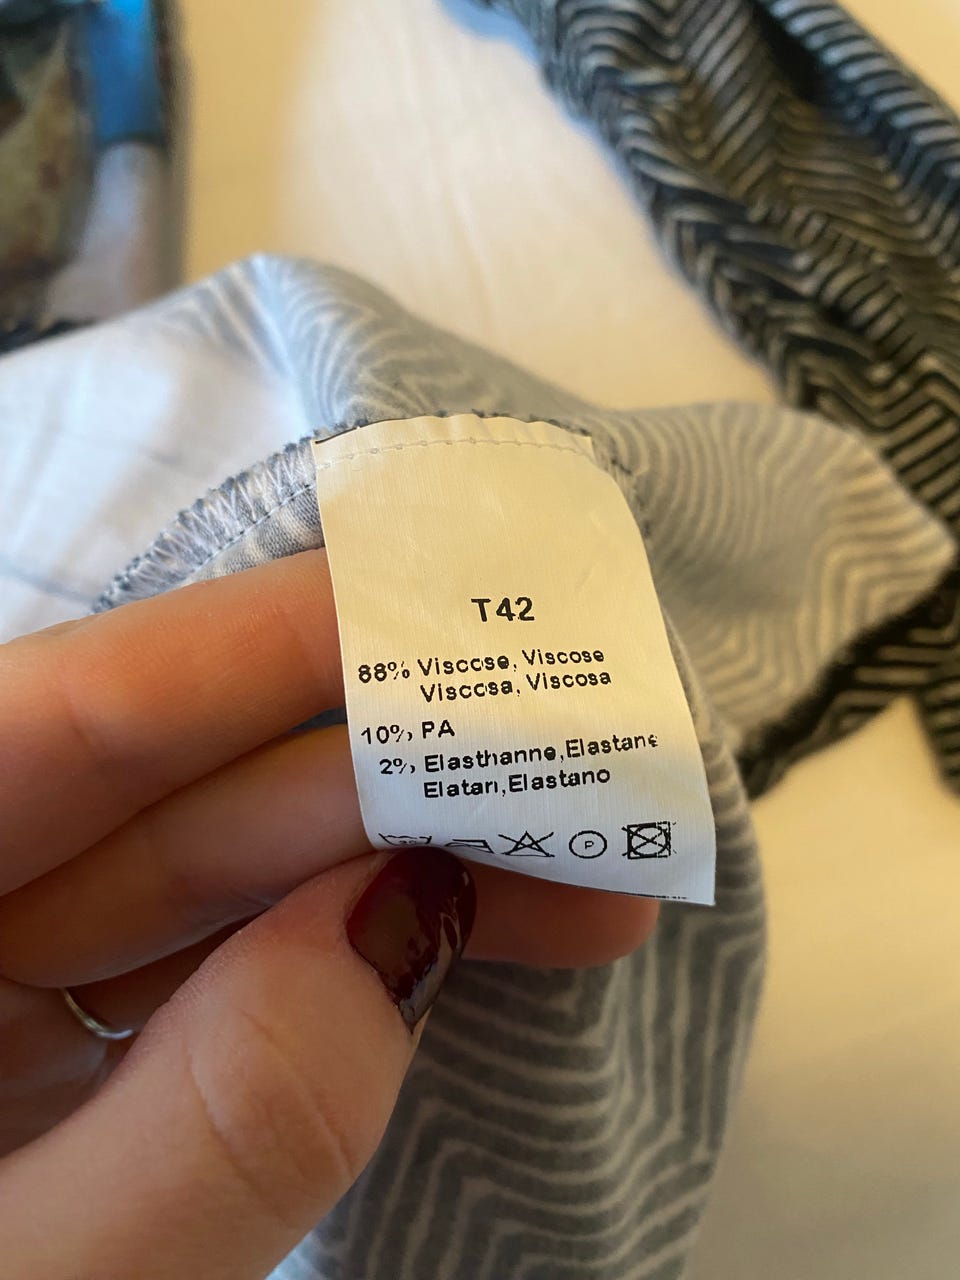 T42
88% Viscose, Viscose
Viscosa, Viscosa
10% PA
2% Elasthanne,Elastane
Elatan,Elastano
P